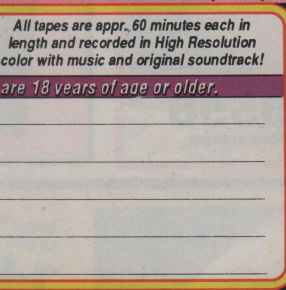 All tapes are appr. 60 minutes each in
length and recorded in High Resolution
color with music and original soundtrack!
are 18 years of age or older.